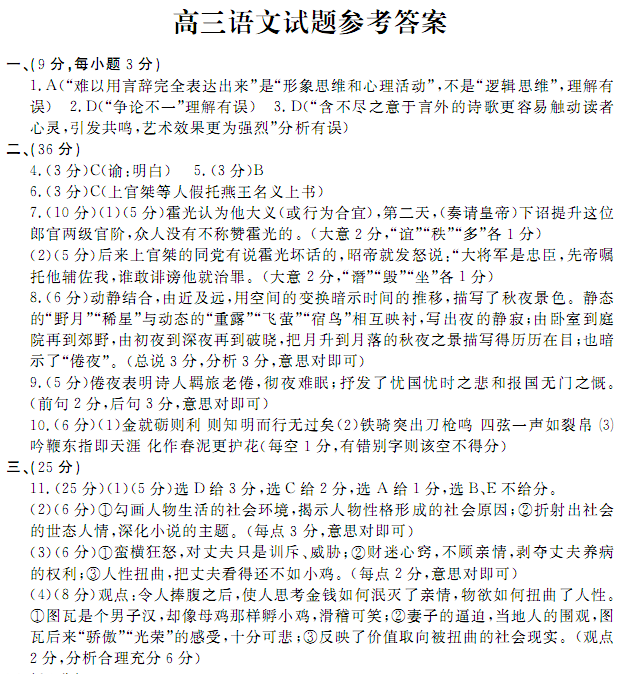 高三语文试题参考答案
一、(9分,每小题3分)
1.A(“难以用言辞完全表达出来”是“形象思维和心理活动”,不是“逻辑思维”,理解有
误) 2.D(“争论不一”理解有误) 3.D(“含不尽之意于言外的诗歌更容易触动读者
心灵,引发共鸣,艺术效果更为强烈”分析有误)
二、(36分)
4.(3分)C(谕:明白) 5.(3分)B
6.(3分)C(上官桀等人假托燕王名义上书)
7.(10分)(1)(5分)霍光认为他大义(或行为合宜),第二天,(奏请皇帝)下诏提升这位
郎官两级官阶,众人没有不称赞霍光的。(大意2分,“谊”“秩”“多”各1分)
(2)(5分)后来上官桀的同党有说霍光坏话的,昭帝就发怒说:“大将军是忠臣,先帝嘱
托他辅佐我,谁敢诽谤他就治罪。(大意2分,“潛”“毁”“坐”各1分)
8.(6分)动静结合,由近及远,用空间的变换暗示时间的推移,描写了秋夜景色。静态
的“野月”“稀星”与动态的“重露”“飞萤”“宿鸟”相互映衬,写出夜的静寂;由卧室到庭
院再到郊野,由初夜到深夜再到破晓,把月升到月落的秋夜之景描写得历历在目;也暗
示了“倦夜”。(总说3分,分析3分,意思对即可)
9.(5分)倦夜表明诗人羁旅老倦,彻夜难眠;抒发了忧国忧时之悲和报国无门之慨。
(前句2分,后句3分,意思对即可)
10.(6分)(1)金就砺则利 则知明而行无过矣(2)铁骑突出刀枪鸣 四弦一声如裂帛 (3)
吟鞭东指即天涯 化作春泥更护花(每空1分,有错别字则该空不得分)
三、(25分)
11.(25分)(1)(5分)选D给3分,选C给2分,选A给1分,选B、E不给分。
(2)(6分)①勾画人物生活的社会环境,揭示人物性格形成的社会原因;②折射出社会
的世态人情,深化小说的主题。(每点3分,意思对即可)
(3)(6分)①蛮横狂怒,对丈夫只是训斥、威胁;②财迷心窍,不顾亲情,剥夺丈夫养病
的权利;③人性扭曲,把丈夫看得还不如小鸡。(每点2分,意思对即可)
(4)(8分)观点:令人捧腹之后,使人思考金钱如何泯灭了亲情,物欲如何扭曲了人性。
①图瓦是个男子汉,却像母鸡那样孵小鸡,滑稽可笑;②妻子的逼迫,当地人的围观,图
瓦后来“骄傲”“光荣”的感受,十分可悲;③反映了价值取向被扭曲的社会现实。(观点
2分,分析合理充分6分)